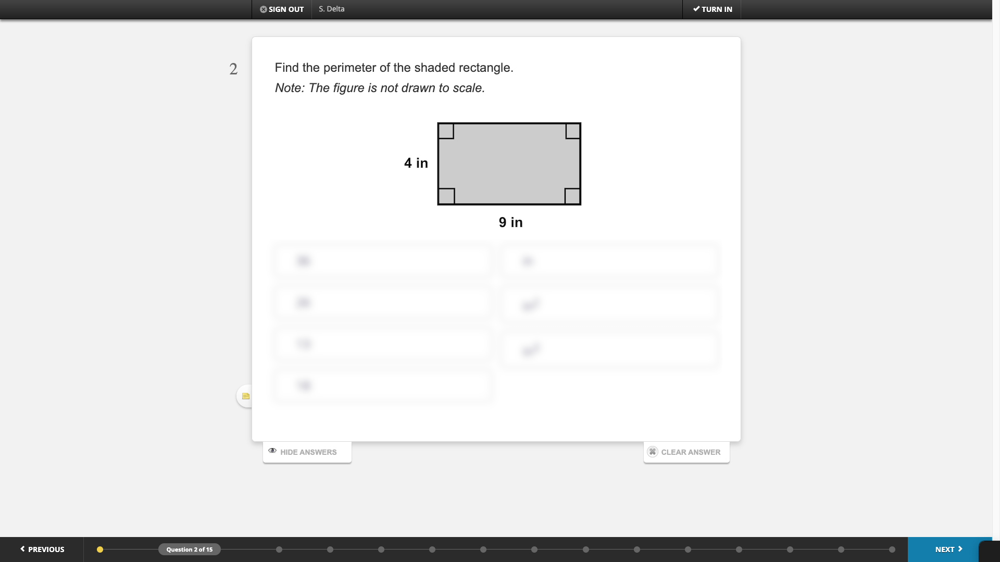 SIGN OUT
S. Delta
TURN IN
2
Find the perimeter of the shaded rectangle.
Note: The figure is not drawn to scale.
4 in
9 in
HIDE ANSWERS
CLEAR ANSWER
PREVIOUS
Question 2 of 15
NEXT